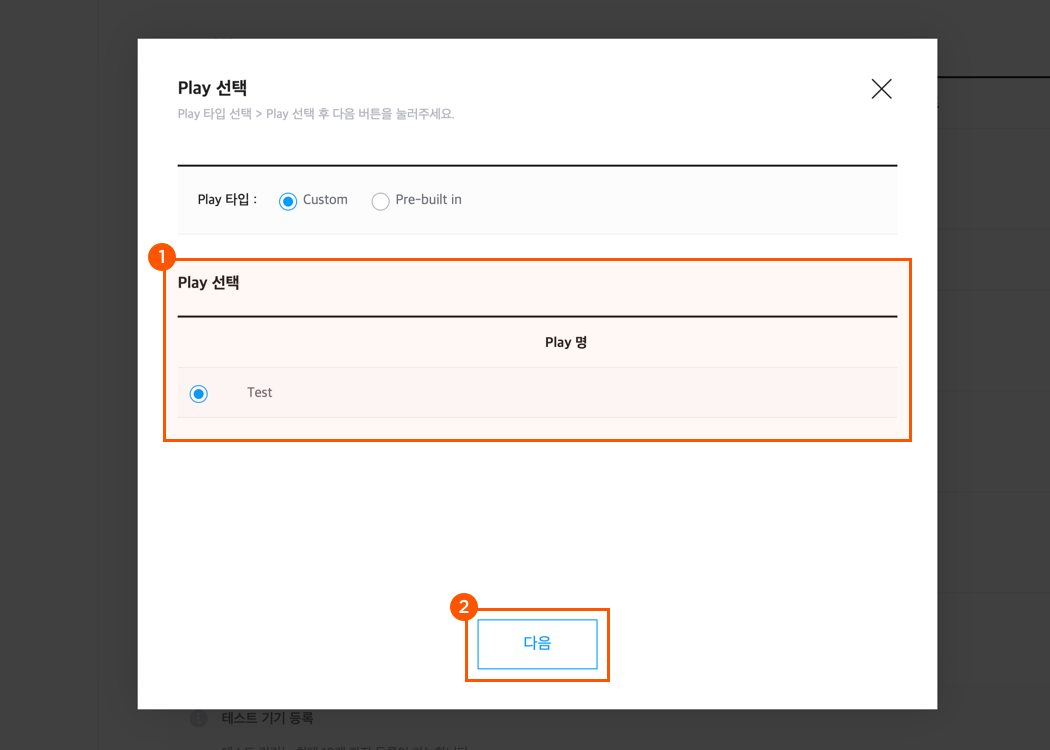 Play 선택
Play 타입 선택 > Play 선택 후 다음 버튼을 눌러주세요.
Play 타입 : Custom Pre-built in
1
Play 선택
Play 명
Test
2
다음
테스트 기기 등록